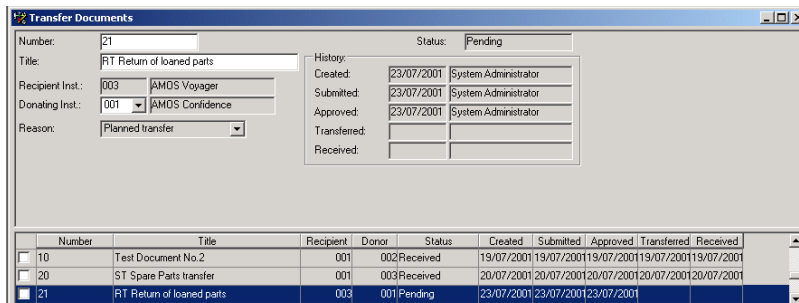 Transfer Documents
Number: 21 Status: Pending
Title: RT Return of loaned parts
History:
Recipient Inst.: 003 AMOS Voyager
Created: 23/07/2001 System Administrator
Donating Inst.: 001 AMOS Confidence
Submitted: 23/07/2001 System Administrator
Approved: 23/07/2001 System Administrator
Reason: Planned transfer
Transferred:
Received:
Number Title Recipient Donor Status Created Submitted Approved Transferred Received
10 Test Document No.2 001 002 Received 19/07/2001 19/07/2001 19/07/2001 19/07/2001 19/07/2001
20 ST Spare Parts transfer 001 003 Received 20/07/2001 20/07/2001 20/07/2001 20/07/2001 20/07/2001
21 RT Return of loaned parts 003 001 Pending 23/07/2001 23/07/2001 23/07/2001